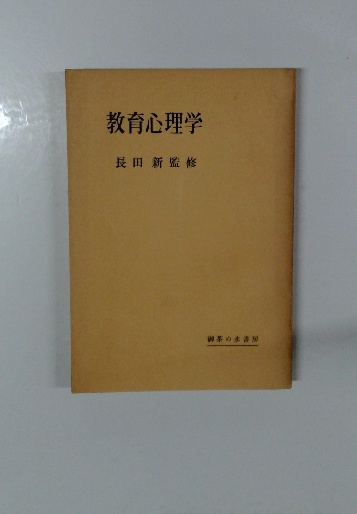 教育心理学
長田 新 監修
御茶の水書房